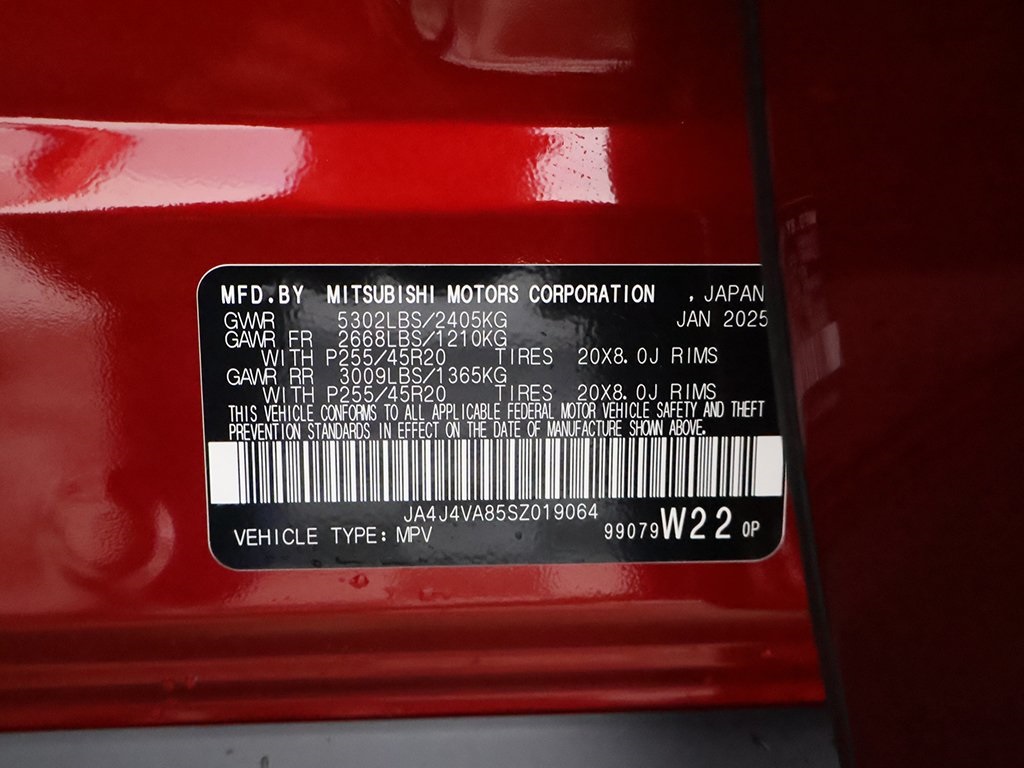 MFD.BY MITSUBISHI MOTORS CORPORATION , JAPAN
GVWR 5302LBS/2405KG JAN 2025
GAWR FR 2668LBS/1210KG
WITH P255/45R20 TIRES 20X8.0J RIMS
GAWR RR 3009LBS/1365KG
WITH P255/45R20 TIRES 20X8.0J RIMS
THIS VEHICLE CONFORMS TO ALL APPLICABLE FEDERAL MOTOR VEHICLE SAFETY AND THEFT
PREVENTION STANDARDS IN EFFECT ON THE DATE OF MANUFACTURE SHOWN ABOVE.
JA4J4VA85SZ019064
VEHICLE TYPE: MPV 99079 W22 0P